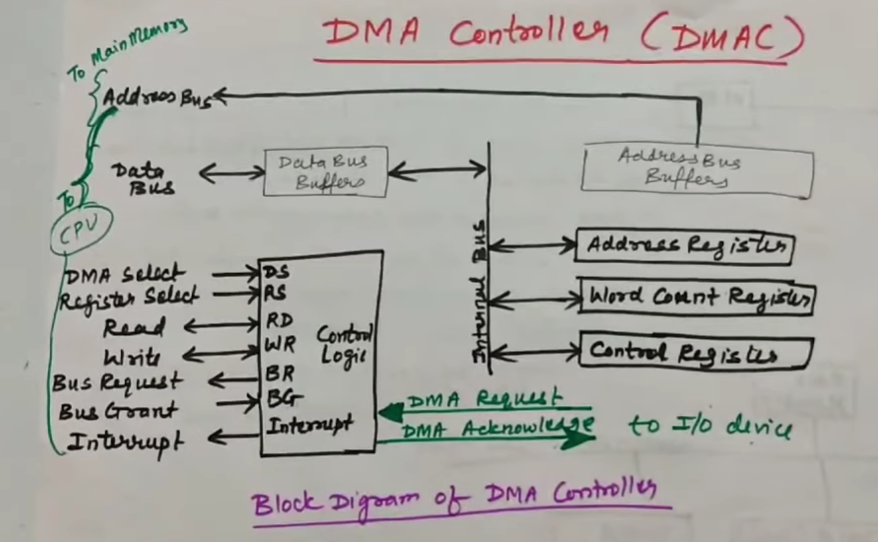 DMA Controller (DMAC)
To Main Memory
Address Bus
Data Bus
Buffers
Address Bus
Buffers
Data
Bus
To
CPU
Internal Bus
Address Register
Word Count Register
Control Register
DMA Select
DS
Register Select
RS
Read
RD
Write
WR
Control
Logic
Bus Request
BR
Bus Grant
BG
Interrupt
Interrupt
DMA Request
DMA Acknowledge
to I/o device
Block Digram of DMA Controller